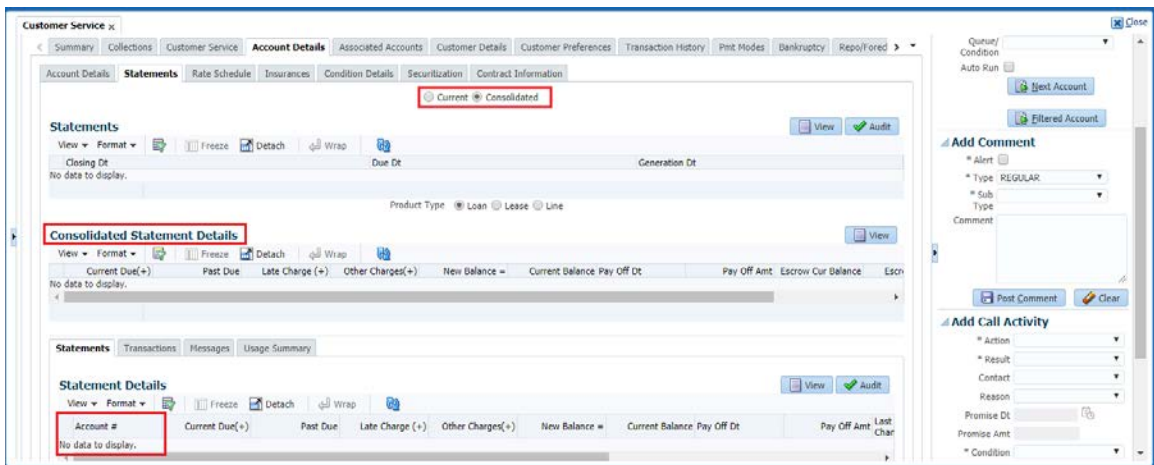 Customer Service x
Close
Summary Collections Customer Service Account Details Associated Accounts Customer Details Customer Preferences Transaction History Pmt Modes Bankruptcy Repo/Forecl
Account Details Statements Rate Schedule Insurances Condition Details Securitization Contract Information
Current Consolidated
Statements
View Audit
View Format Freeze Detach Wrap
Closing Dt Due Dt Generation Dt
No data to display.
Product Type Loan Lease Line
Consolidated Statement Details
View
View Format Freeze Detach Wrap
Current Due(+) Past Due Late Charge (+) Other Charges(+) New Balance = Current Balance Pay Off Dt Pay Off Amt Escrow Cur Balance Escro
No data to display.
Statements Transactions Messages Usage Summary
Statement Details
View Audit
View Format Freeze Detach Wrap
Account # Current Due(+) Past Due Late Charge (+) Other Charges(+) New Balance = Current Balance Pay Off Dt Pay Off Amt Last
Char
No data to display.
Queue/
Condition
Auto Run
Next Account
Filtered Account
Add Comment
* Alert
* Type REGULAR
* Sub
Type
Comment
Post Comment Clear
Add Call Activity
* Action
* Result
Contact
Reason
Promise Dt
Promise Amt
* Condition